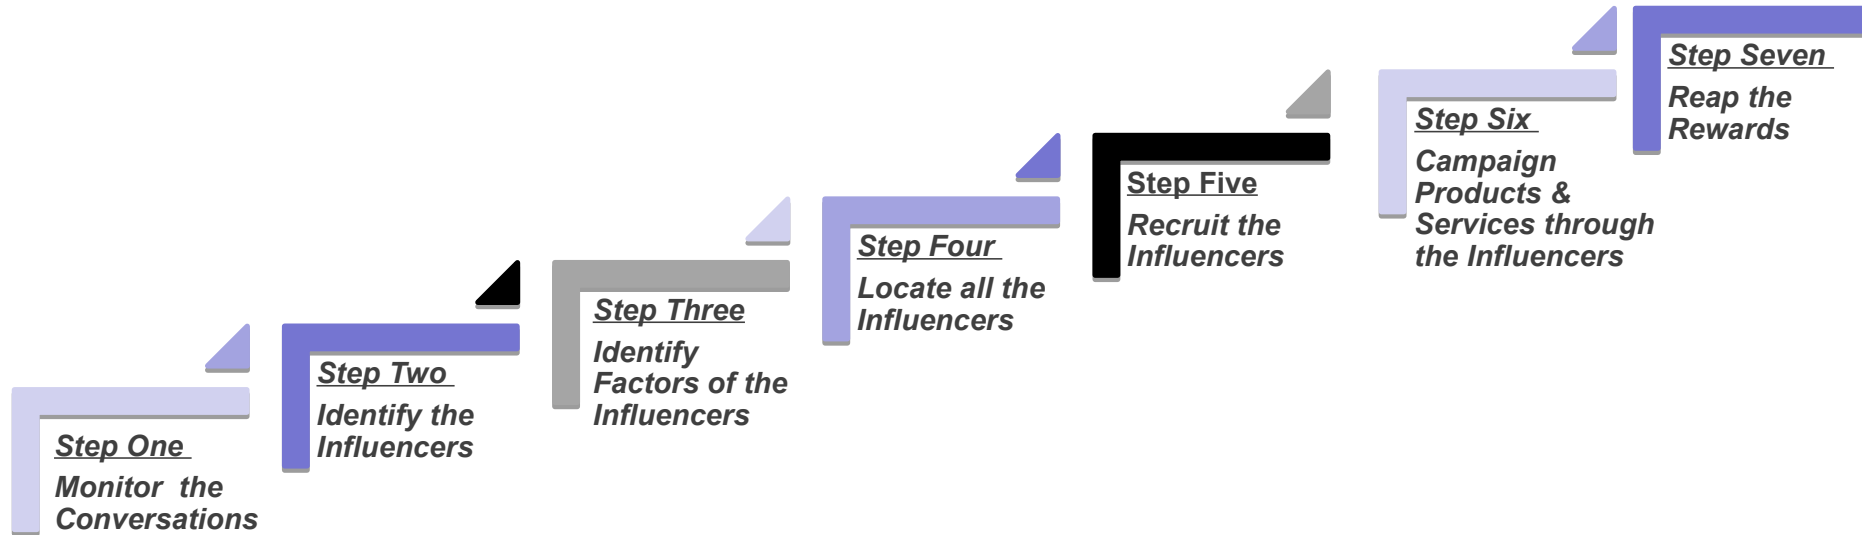 Step One
Monitor the
Conversations
Step Two
Identify the
Influencers
Step Three
Identify
Factors of the
Influencers
Step Four
Locate all the
Influencers
Step Five
Recruit the
Influencers
Step Six
Campaign
Products &
Services through
the Influencers
Step Seven
Reap the
Rewards